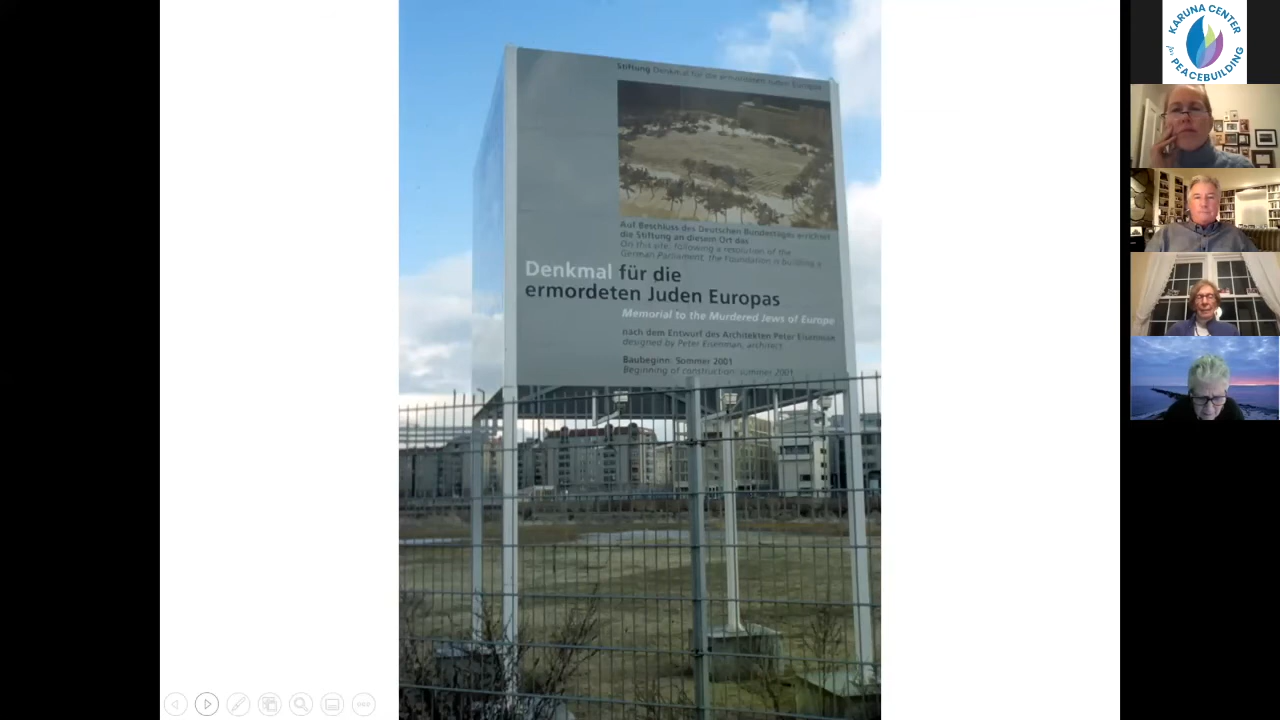 Stiftung Denkmal für die ermordeten Juden Europas
Auf Beschluss des Deutschen Bundestages errichtet
die Stiftung an diesem Ort das
On this site, following a resolution of the
German Parliament, the Foundation is building a
Denkmal für die
ermordeten Juden Europas
Memorial to the Murdered Jews of Europe
nach dem Entwurf des Architekten Peter Eisenman
designed by Peter Eisenman, architect
Baubeginn: Sommer 2001
Beginning of construction: summer 2001
KARUNA CENTER
for PEACEBUILDING